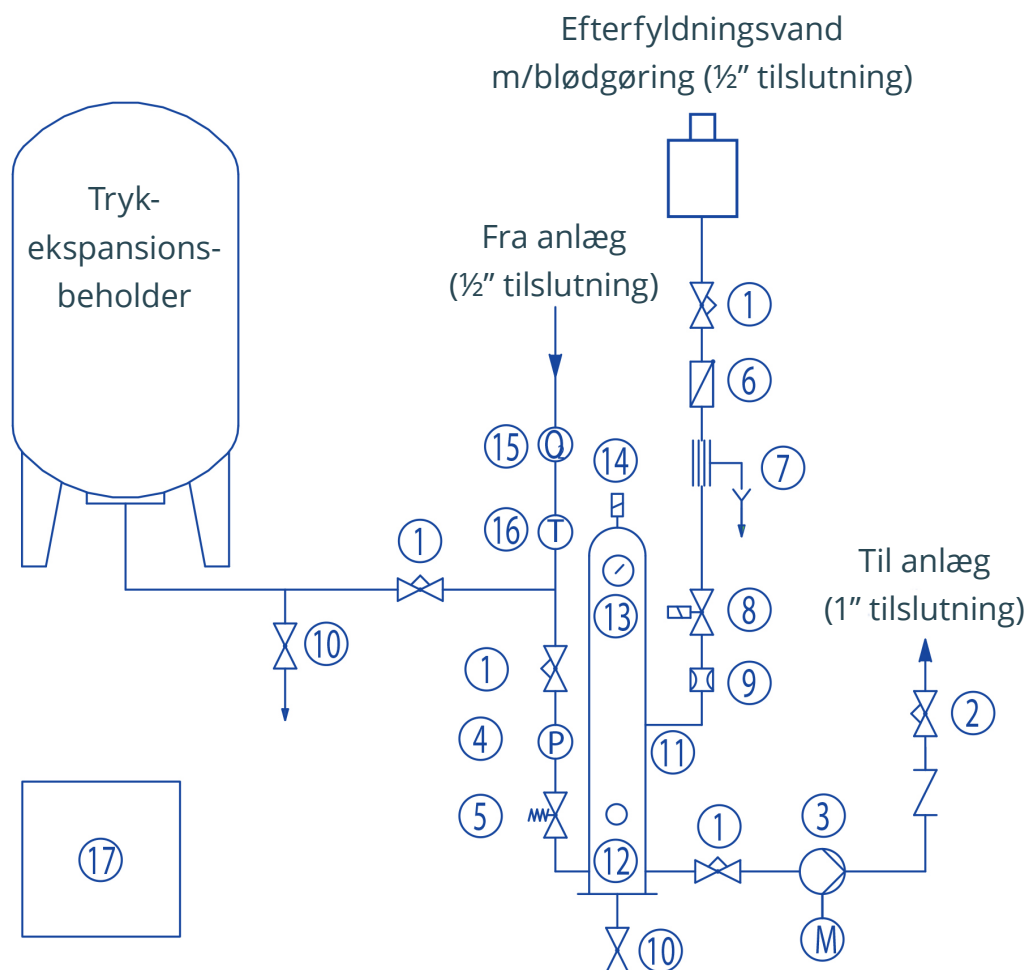 Efterfyldningsvand
m/blødgøring (½” tilslutning)
Tryk-
ekspansions-
beholder
Fra anlæg
(½” tilslutning)
1
6
15
O₂
14
7
16
T
1
Til anlæg
(1” tilslutning)
13
8
10
1
9
2
4
P
11
5
1
3
17
12
M
10